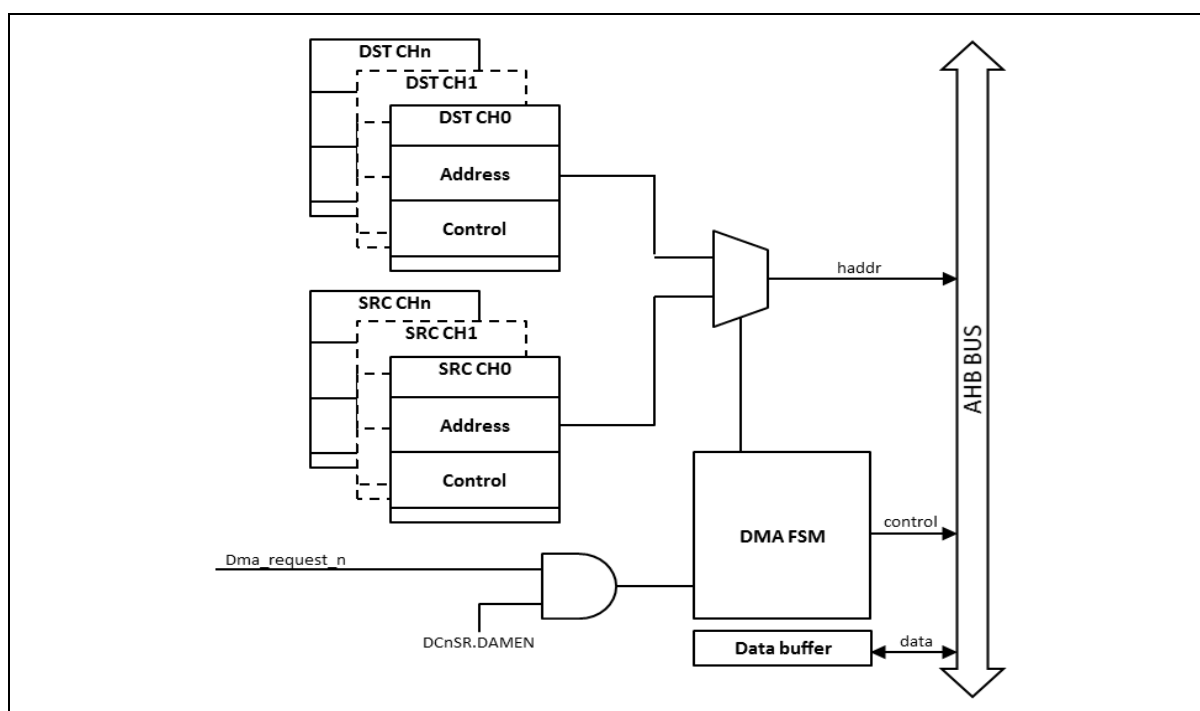 DST CHn
DST CH1
DST CH0
Address
Control
haddr
SRC CHn
SRC CH1
SRC CH0
Address
Control
AHB BUS
DMA FSM
control
Dma_request_n
DCnSR.DAMEN
Data buffer
data